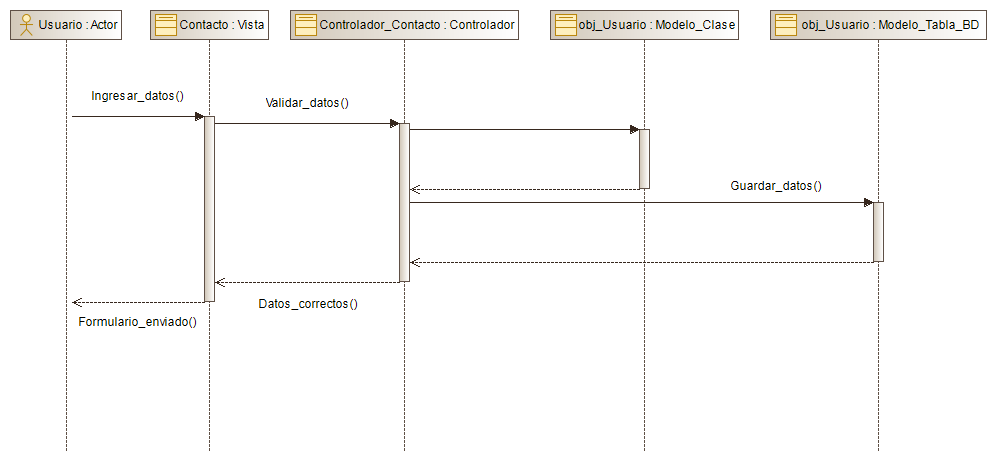 Usuario : Actor
Contacto : Vista
Controlador_Contacto : Controlador
obj_Usuario : Modelo_Clase
obj_Usuario : Modelo_Tabla_BD
Ingresar_datos()
Validar_datos()
Guardar_datos()
Datos_correctos()
Formulario_enviado()